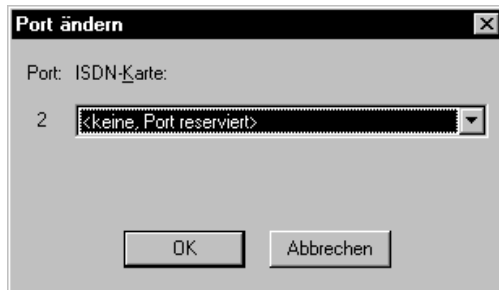 Port ändern
Port: ISDN-Karte:
2 <keine, Port reserviert>
OK Abbrechen